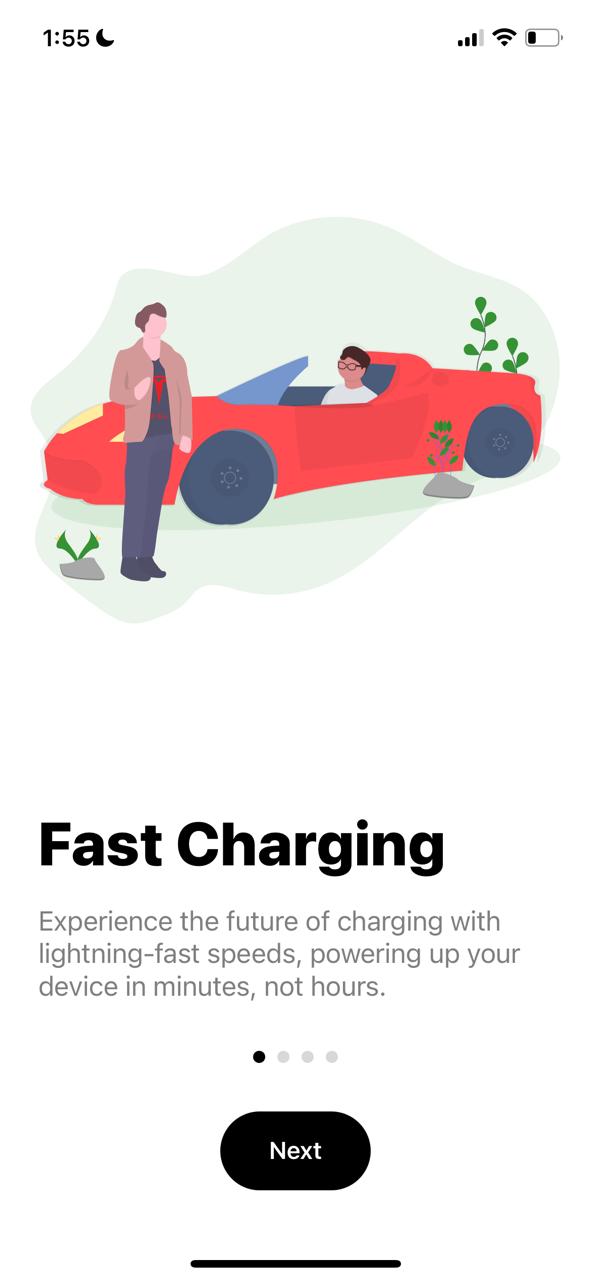 1:55
Fast Charging
Experience the future of charging with
lightning-fast speeds, powering up your
device in minutes, not hours.
Next